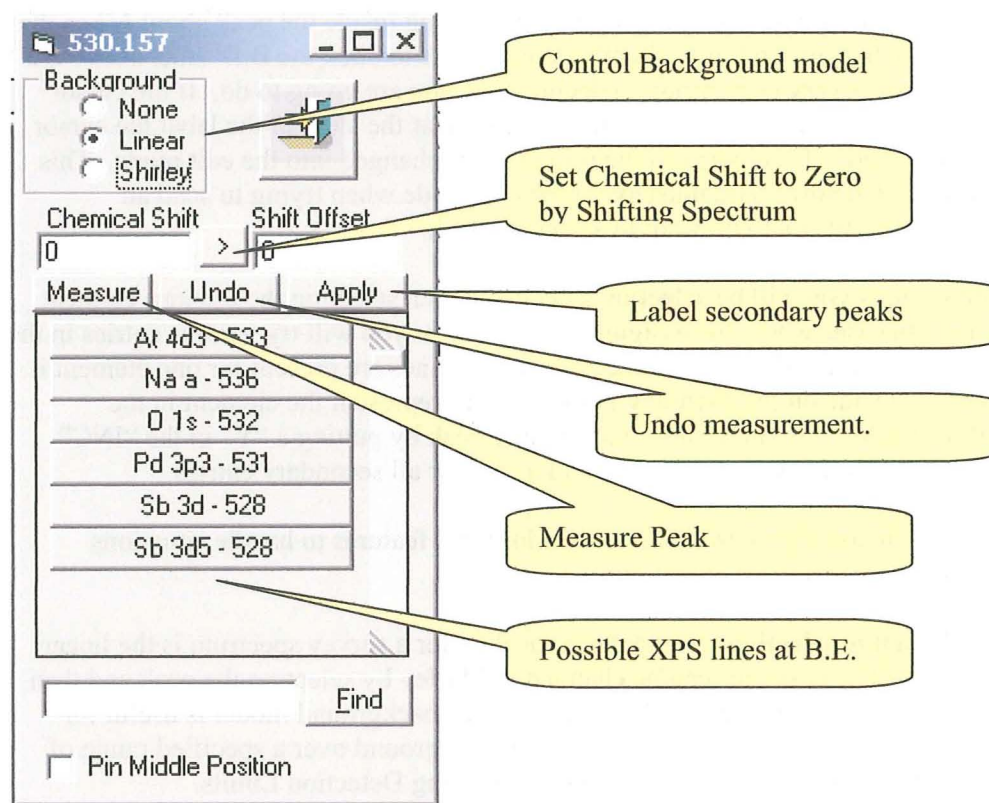 530.157
Background
None
Linear
Shirley
Chemical Shift
Shift Offset
0
>
0
Measure
Undo
Apply
At 4d3 - 533
Na a - 536
O 1s - 532
Pd 3p3 - 531
Sb 3d - 528
Sb 3d5 - 528
Find
Pin Middle Position
Control Background model
Set Chemical Shift to Zero
by Shifting Spectrum
Label secondary peaks
Undo measurement.
Measure Peak
Possible XPS lines at B.E.